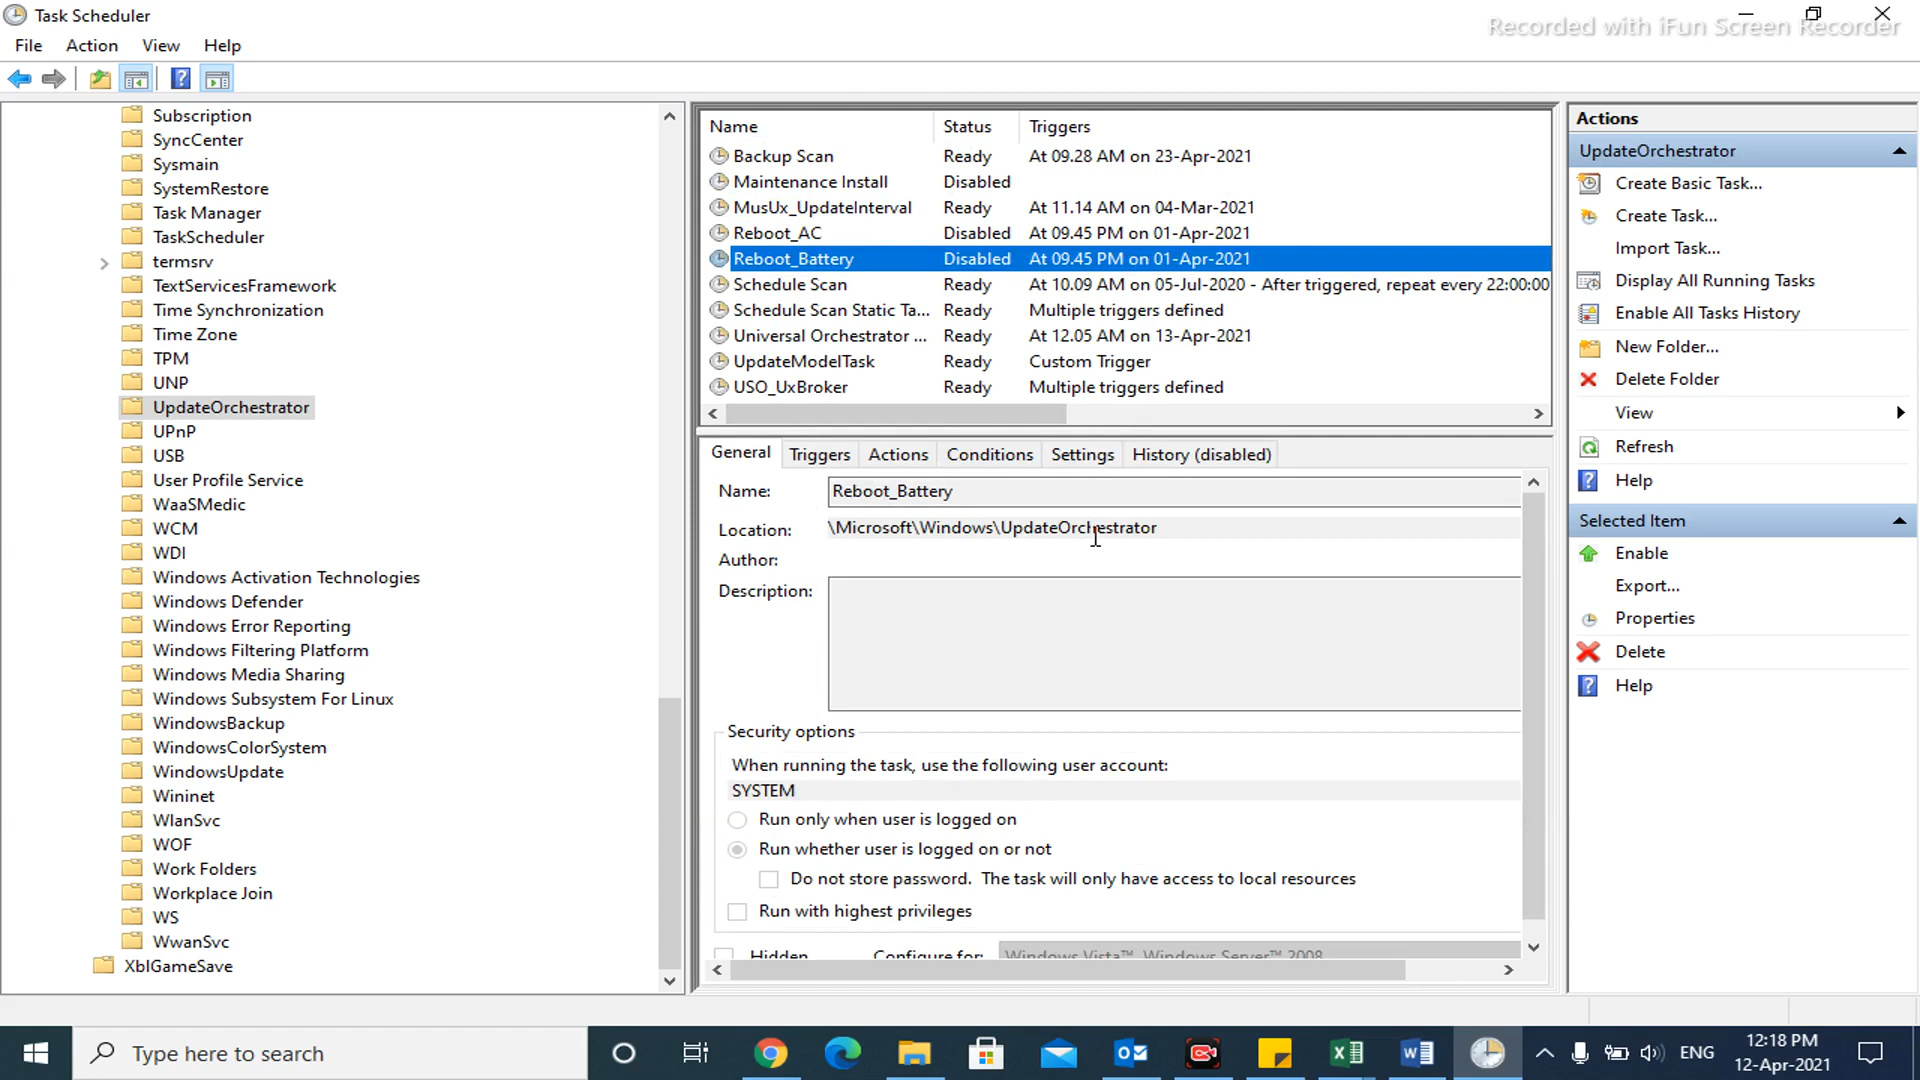 Task Scheduler
Recorded with iFun Screen Recorder
File Action View Help
Subscription
SyncCenter
Sysmain
SystemRestore
Task Manager
TaskScheduler
termsrv
TextServicesFramework
Time Synchronization
Time Zone
TPM
UNP
UpdateOrchestrator
UPnP
USB
User Profile Service
WaaSMedic
WCM
WDI
Windows Activation Technologies
Windows Defender
Windows Error Reporting
Windows Filtering Platform
Windows Media Sharing
Windows Subsystem For Linux
WindowsBackup
WindowsColorSystem
WindowsUpdate
Wininet
WlanSvc
WOF
Work Folders
Workplace Join
WS
WwanSvc
XblGameSave
Name Status Triggers
Backup Scan Ready At 09.28 AM on 23-Apr-2021
Maintenance Install Disabled
MusUx_UpdateInterval Ready At 11.14 AM on 04-Mar-2021
Reboot_AC Disabled At 09.45 PM on 01-Apr-2021
Reboot_Battery Disabled At 09.45 PM on 01-Apr-2021
Schedule Scan Ready At 10.09 AM on 05-Jul-2020 - After triggered, repeat every 22:00:00
Schedule Scan Static Ta... Ready Multiple triggers defined
Universal Orchestrator ... Ready At 12.05 AM on 13-Apr-2021
UpdateModelTask Ready Custom Trigger
USO_UxBroker Ready Multiple triggers defined
General Triggers Actions Conditions Settings History (disabled)
Name: Reboot_Battery
Location: \Microsoft\Windows\UpdateOrchestrator
Author:
Description:
Security options
When running the task, use the following user account:
SYSTEM
Run only when user is logged on
Run whether user is logged on or not
Do not store password. The task will only have access to local resources
Run with highest privileges
Hidden Configure for: Windows Vista™, Windows Server™ 2008
Actions
UpdateOrchestrator
Create Basic Task...
Create Task...
Import Task...
Display All Running Tasks
Enable All Tasks History
New Folder...
Delete Folder
View
Refresh
Help
Selected Item
Enable
Export...
Properties
Delete
Help
Type here to search
ENG
12:18 PM
12-Apr-2021